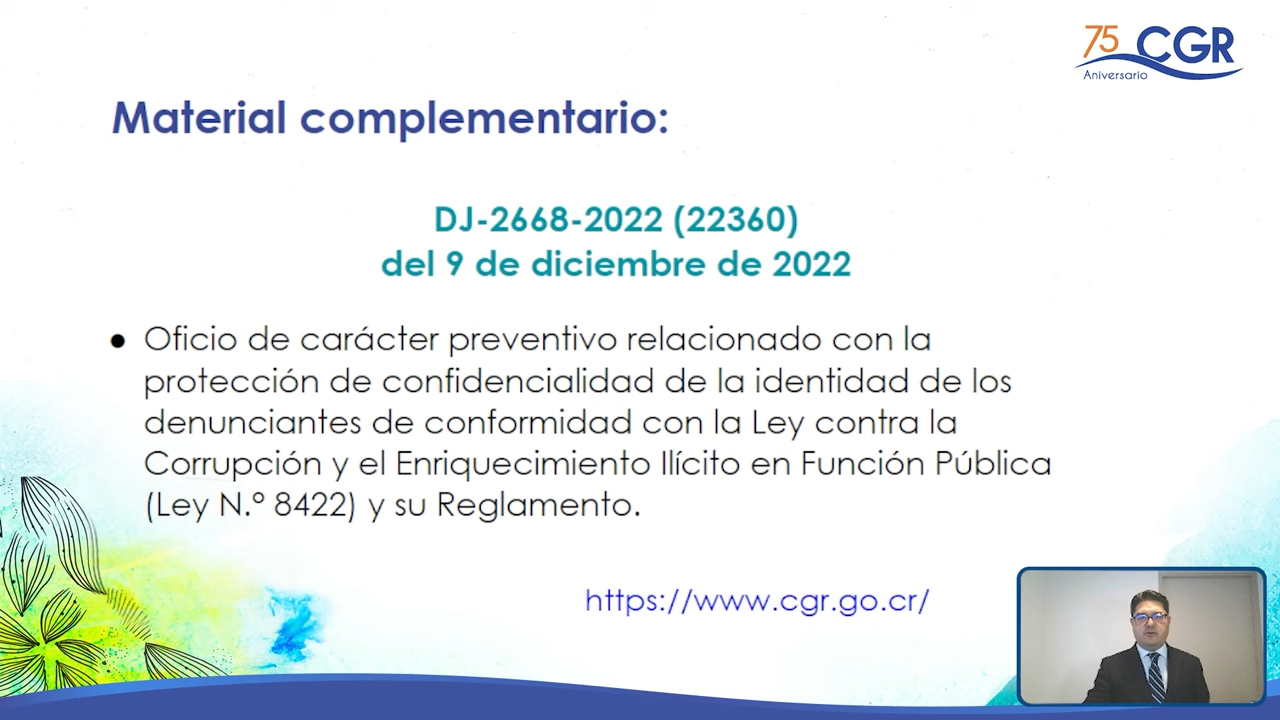 75 CGR
Aniversario
Material complementario:
DJ-2668-2022 (22360)
del 9 de diciembre de 2022
● Oficio de carácter preventivo relacionado con la
protección de confidencialidad de la identidad de los
denunciantes de conformidad con la Ley contra la
Corrupción y el Enriquecimiento Ilícito en Función Pública
(Ley N.° 8422) y su Reglamento.
https://www.cgr.go.cr/